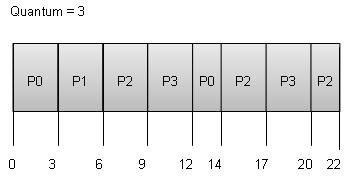 Quantum = 3
P0 P1 P2 P3 P0 P2 P3 P2
0 3 6 9 12 14 17 20 22